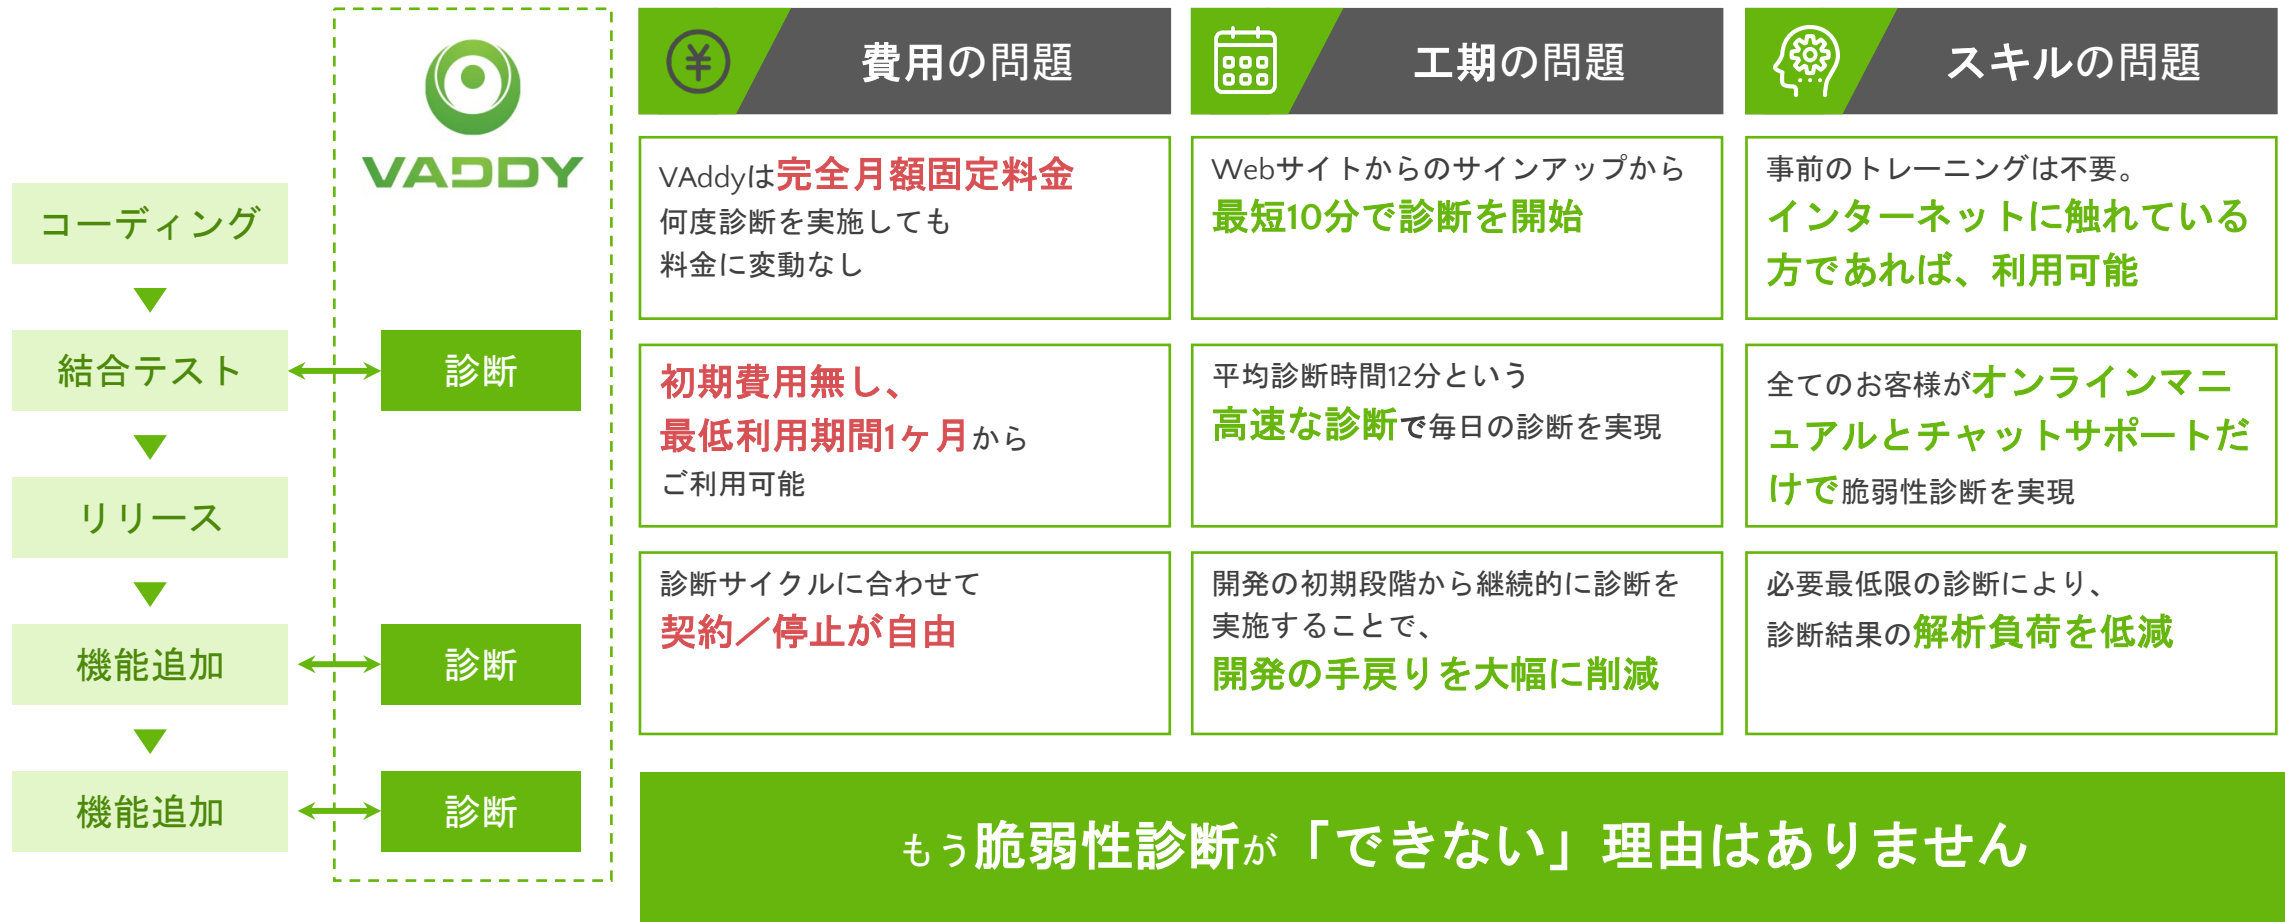 VADDY
コーディング
結合テスト
診断
リリース
機能追加
診断
機能追加
診断
費用の問題
VAddyは完全月額固定料金
何度診断を実施しても
料金に変動なし
初期費用無し、
最低利用期間1ヶ月から
ご利用可能
診断サイクルに合わせて
契約／停止が自由
工期の問題
Webサイトからのサインアップから
最短10分で診断を開始
平均診断時間12分という
高速な診断で毎日の診断を実現
開発の初期段階から継続的に診断を
実施することで、
開発の手戻りを大幅に削減
スキルの問題
事前のトレーニングは不要。
インターネットに触れている
方であれば、利用可能
全てのお客様がオンラインマニ
ュアルとチャットサポートだ
けで脆弱性診断を実現
必要最低限の診断により、
診断結果の解析負荷を低減
もう脆弱性診断が「できない」理由はありません